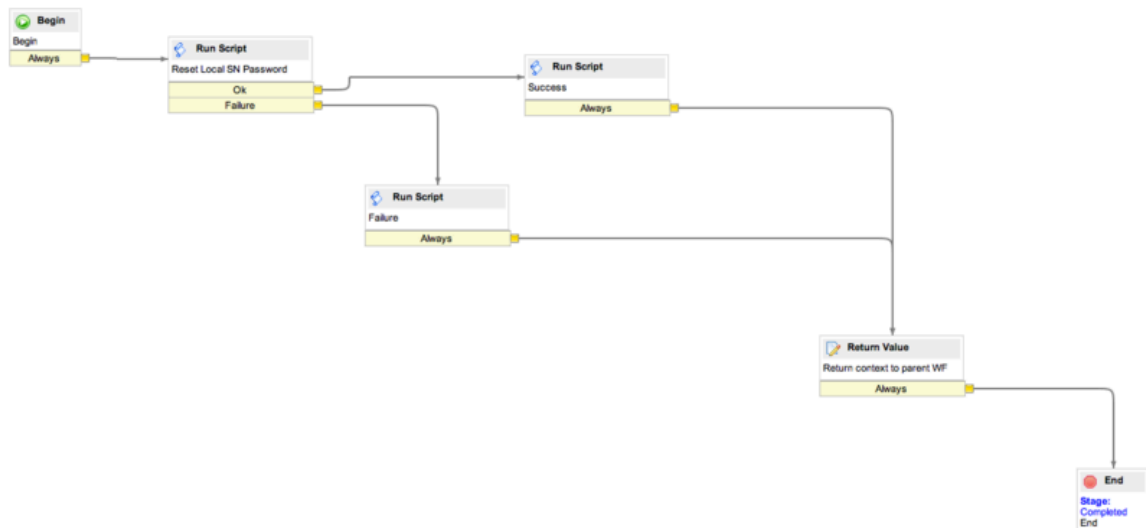 Begin
Begin
Always
Run Script
Reset Local SN Password
Ok
Failure
Run Script
Success
Always
Run Script
Failure
Always
Return Value
Return context to parent WF
Always
End
Stage:
Completed
End